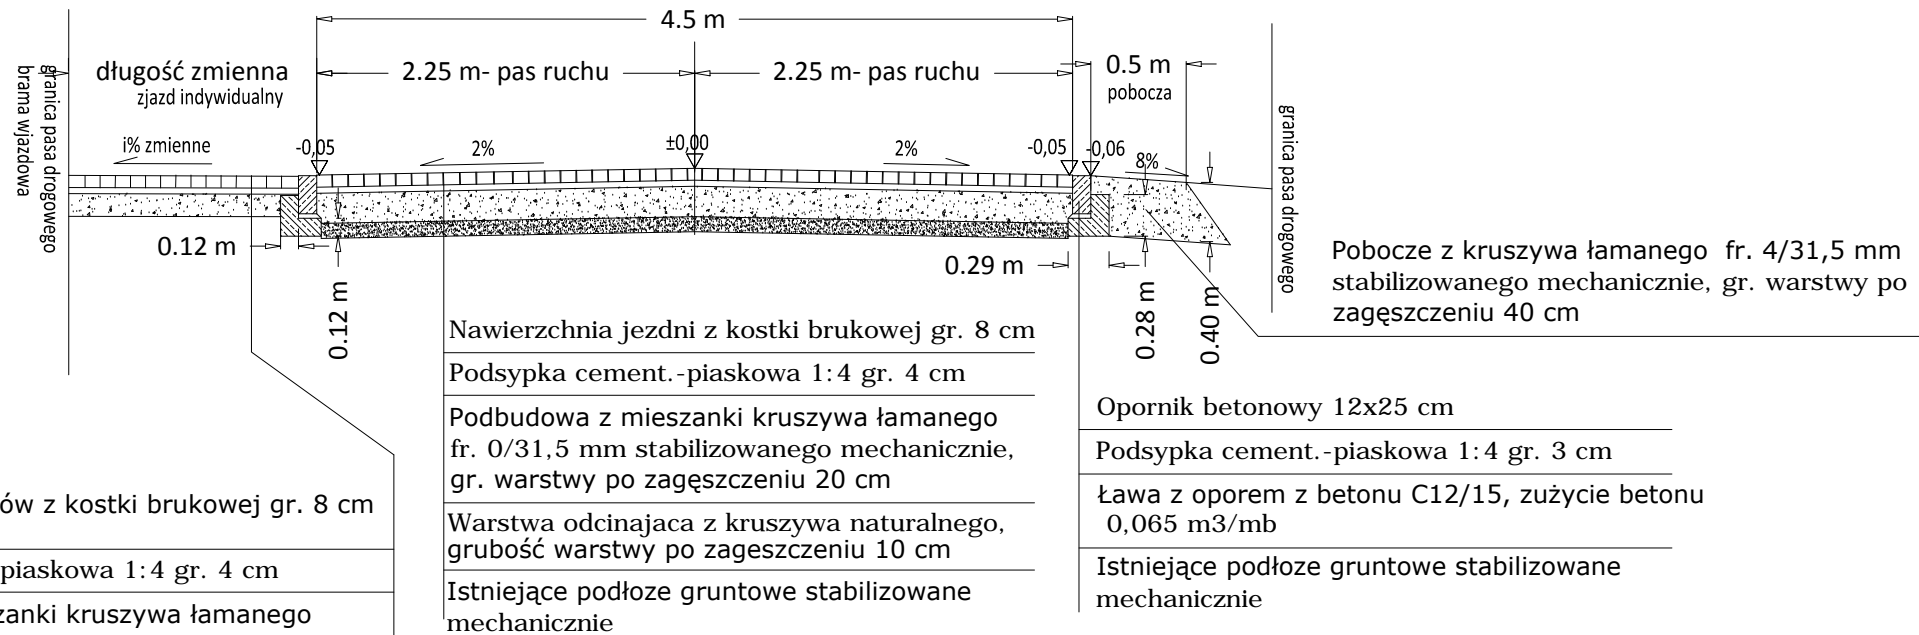 4.5 m
granica pasa drogowego
brama wjazdowa
długość zmienna
zjazd indywidualny
2.25 m- pas ruchu
2.25 m- pas ruchu
0.5 m
pobocza
granica pasa drogowego
i% zmienne
-0,05
2%
±0,00
2%
-0,05
-0,06
8%
0.12 m
0.12 m
0.29 m
0.28 m
0.40 m
Pobocze z kruszywa łamanego fr. 4/31,5 mm
stabilizowanego mechanicznie, gr. warstwy po
zagęszczeniu 40 cm
Nawierzchnia jezdni z kostki brukowej gr. 8 cm
Podsypka cement.-piaskowa 1:4 gr. 4 cm
Podbudowa z mieszanki kruszywa łamanego
fr. 0/31,5 mm stabilizowanego mechanicznie,
gr. warstwy po zagęszczeniu 20 cm
Warstwa odcinajaca z kruszywa naturalnego,
grubość warstwy po zageszczeniu 10 cm
Istniejące podłoze gruntowe stabilizowane
mechanicznie
Opornik betonowy 12x25 cm
Podsypka cement.-piaskowa 1:4 gr. 3 cm
Ława z oporem z betonu C12/15, zużycie betonu
0,065 m3/mb
Istniejące podłoze gruntowe stabilizowane
mechanicznie
ów z kostki brukowej gr. 8 cm
piaskowa 1:4 gr. 4 cm
zanki kruszywa łamanego